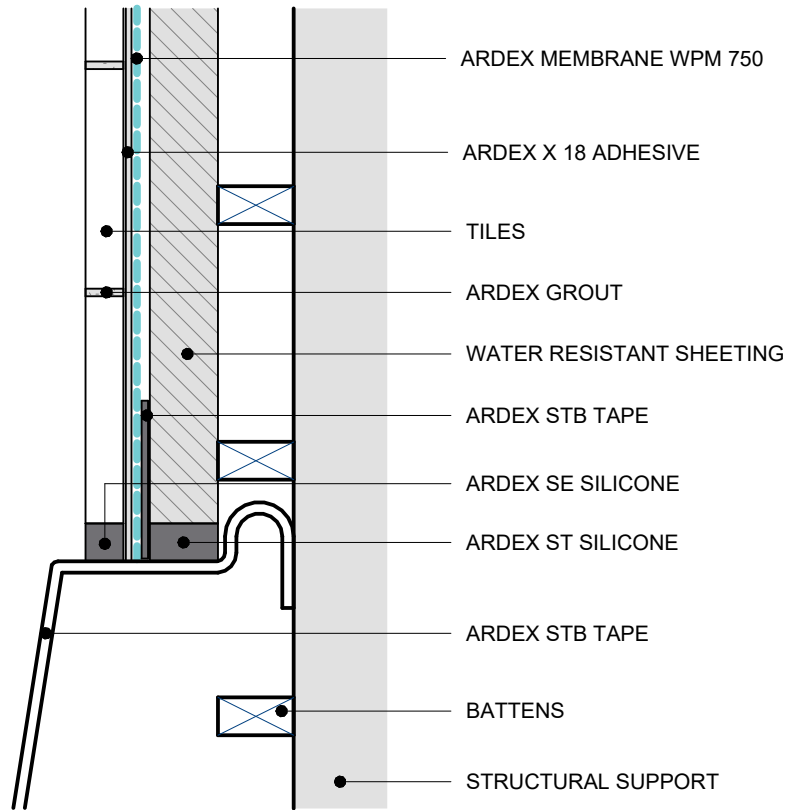 ARDEX MEMBRANE WPM 750
ARDEX X 18 ADHESIVE
TILES
ARDEX GROUT
WATER RESISTANT SHEETING
ARDEX STB TAPE
ARDEX SE SILICONE
ARDEX ST SILICONE
ARDEX STB TAPE
BATTENS
STRUCTURAL SUPPORT